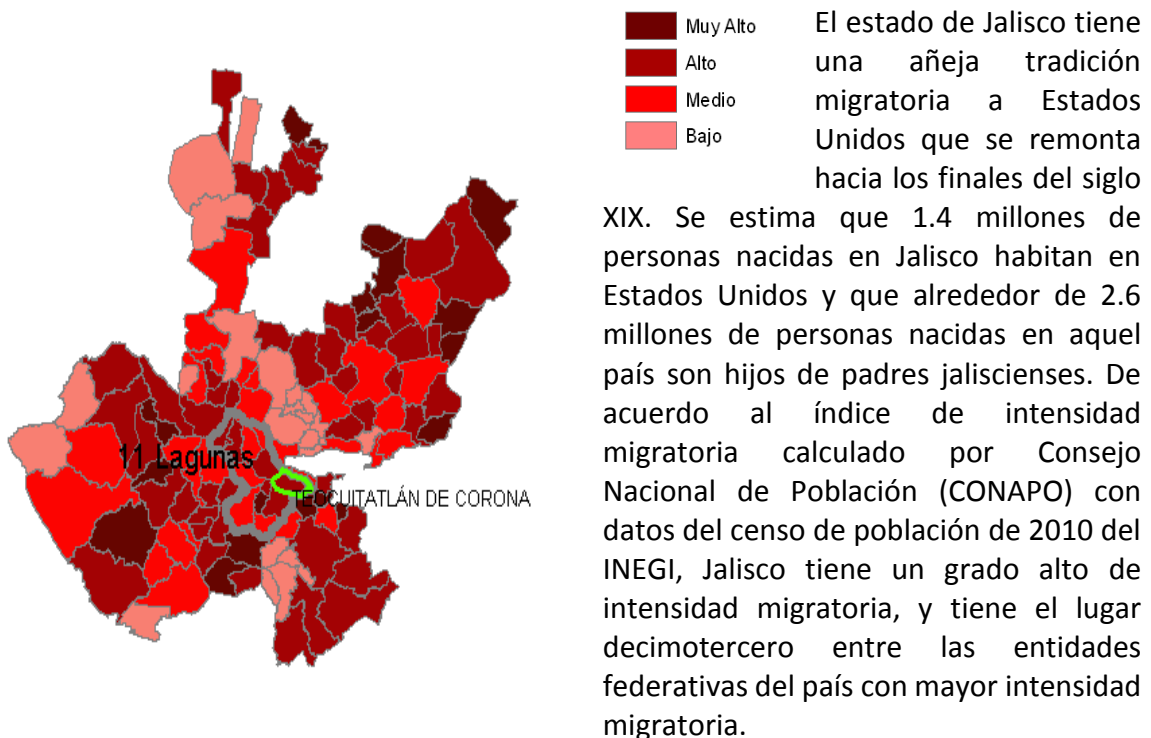 Muy Alto
Alto
Medio
Bajo
El estado de Jalisco tiene
una añeja tradición
migratoria a Estados
Unidos que se remonta
hacia los finales del siglo
XIX. Se estima que 1.4 millones de
personas nacidas en Jalisco habitan en
Estados Unidos y que alrededor de 2.6
millones de personas nacidas en aquel
país son hijos de padres jaliscienses. De
acuerdo al índice de intensidad
migratoria calculado por Consejo
Nacional de Población (CONAPO) con
datos del censo de población de 2010 del
INEGI, Jalisco tiene un grado alto de
intensidad migratoria, y tiene el lugar
decimotercero entre las entidades
federativas del país con mayor intensidad
migratoria.
11 Lagunas
TEOCUITATLÁN DE CORONA